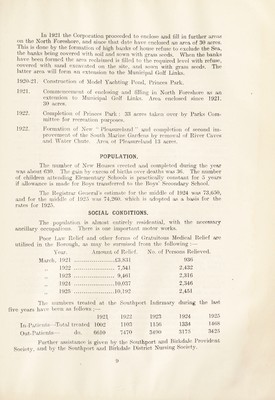 In 1921 the Corporation proceeded to enclose and fill in further areas
on the North Foreshore, and since that date have enclosed an area of 30 acres.
This is done by the formation of high banks of house refuse to exclude the Sea,
the banks being covered with soil and sown with grass seeds. When the banks
have been formed the area reclaimed is filled to the required level with refuse,
covered with sand excavated on the site, and sown with grass seeds. The
latter area will form an extension to the Municipal Golf Links.
1920-21. Construction of Model Yachting Pond, Princes Park.
1921. Commencement of enclosing and filling in North Foreshore as an
extension to Municipal Golf Links. Area enclosed since 1921.
30 acres.
1922. Completion of Princes Park: 33 acres taken over by Parks Com-
mittee for recreation purposes.
1922. Formation of New "Pleasureland" and completion of second im-
provement of the South Marine Gardens by removal of River Caves
and Water Chute. Area of Pleasureland 14 acres.
POPULATION.
The number of New Houses erected and completed during the year
was about 630. The gain by excess of births over deaths was 36. The number
of children attending Elementary Schools is practically constant for 5 years
if allowance is made for Boys transferred to the Boys' Secondary School.
The Registrar General's estimate for the middle of 1924 was 73,650,
and for the middle of 1925 was 74,260, which is adopted as a basis for the
rates for 1925.
SOCIAL CONDITIONS.
The population is almost entirely residential, with the necessary
ancillary occupations. There is one important motor works.
Poor Law Relief and other forms of Gratuitous Medical Relief are
utilised in the Borough, as may be surmised from the following:—
Year. Amount of Relief. No. of Persons Relieved.
March, 1921 £3,931 936
,, 1922 7,341 2,432
,, 1923 9,461 2,316
,, 1924 10,037 2,346
,, 1925 10,192 2,451
The numbers treated at the Southport Infirmary during the last
five years have been as follows:—
1921 1922 1923 1924 1925
In-Patients—Total treated 1002 1103 1156 1334 1468
Out-Patients— do. 6650 7470 3490 3175 3425
Further assistance is given by the Southport and Birkdale Provident
Society, and by the Southport and Birkdale District Nursing Society.
9